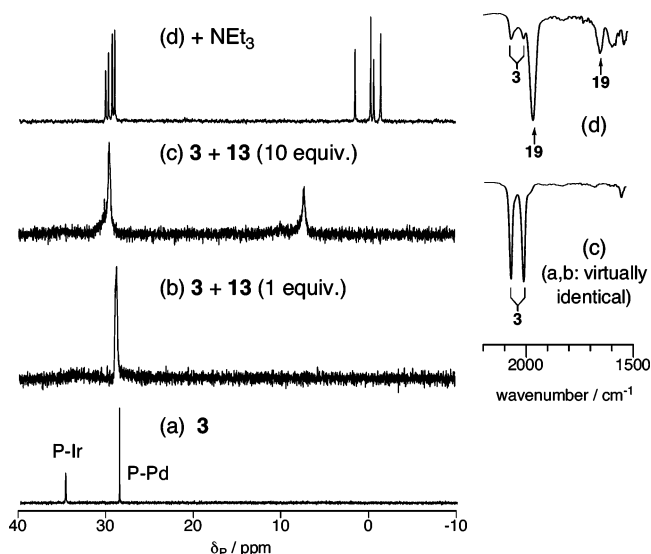 (d) + NEt3
(c) 3 + 13 (10 equiv.)
(b) 3 + 13 (1 equiv.)
(a) 3
P-Ir
P-Pd
40 30 20 10 0 -10
δP / ppm
3
19
19
(d)
(c)
(a,b: virtually
identical)
3
2000 1500
wavenumber / cm-1